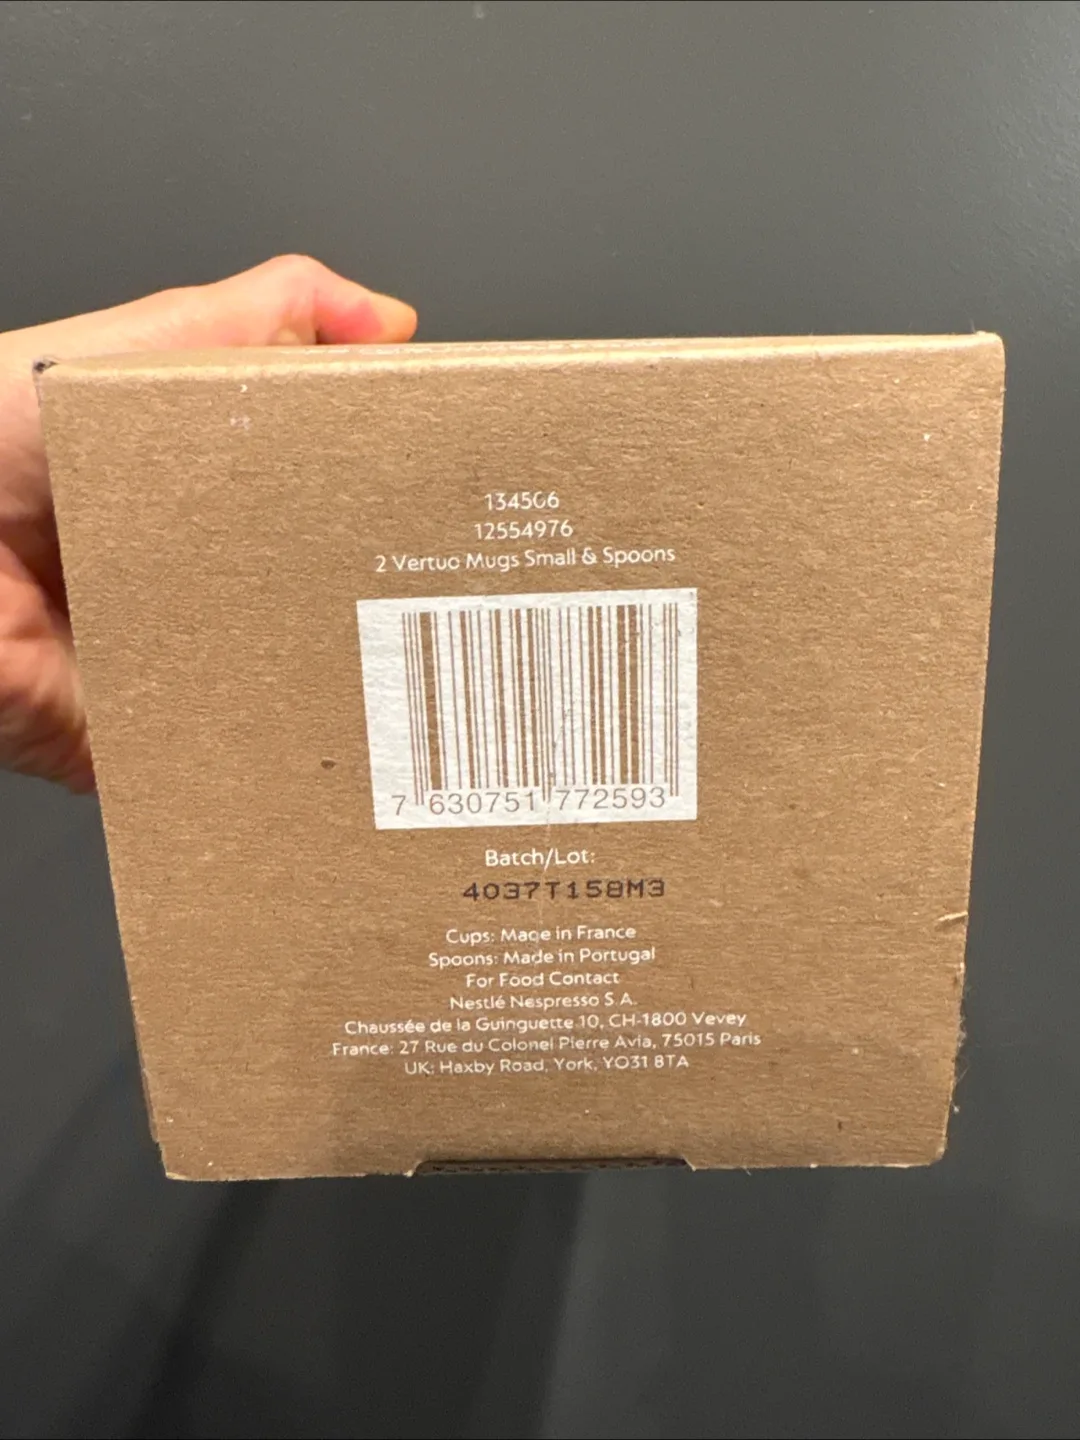 134506
12554976
2 Vertuo Mugs Small & Spoons
7 630751 772593
Batch/Lot:
4037T158M3
Cups: Made in France
Spoons: Made in Portugal
For Food Contact
Nestlé Nespresso S.A.
Chaussée de la Guinguette 10, CH-1800 Vevey
France: 27 Rue du Colonel Pierre Avia, 75015 Paris
UK: Haxby Road, York, YO31 8TA